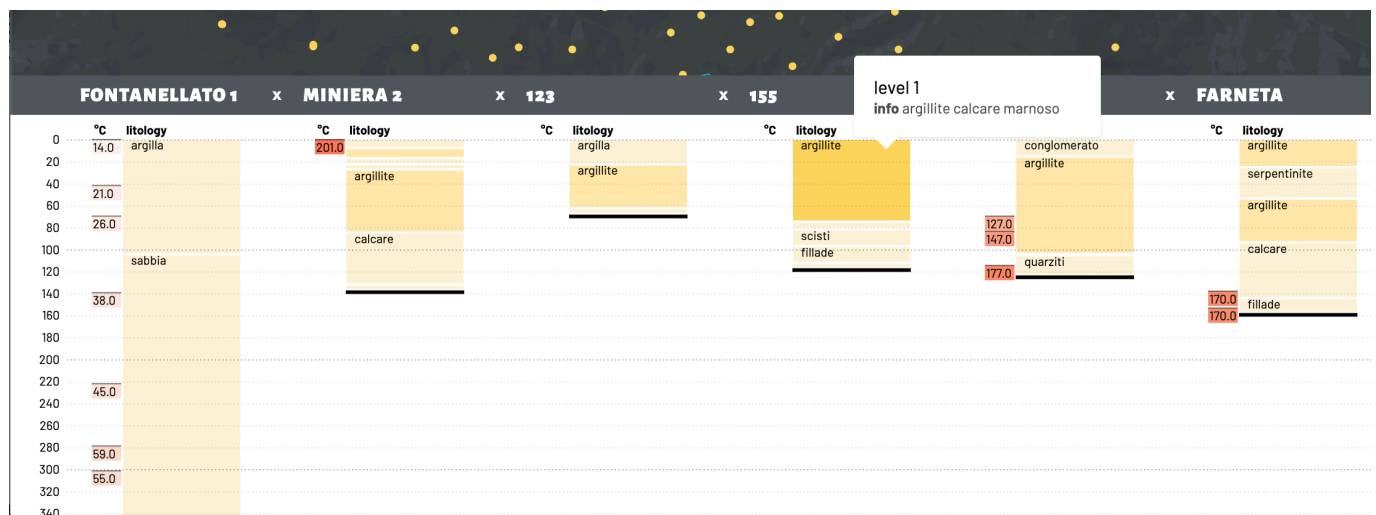 level 1
info argillite calcare marnoso
FONTANELLATO 1 x MINIERA 2 x 123 x 155 x FARNETA
°C litology °C litology °C litology °C litology °C litology
0 14.0 argilla 201.0 argilla argillite conglomerato argillite
20 argillite argillite
40 21.0 argillite serpentinite
60 26.0 argillite
80 127.0
100 calcare scisti 147.0 calcare
120 sabbia fillade 177.0 quarziti
140 38.0 170.0 fillade
160 170.0
180
200
220 45.0
240
260
280 59.0
300 55.0
320
340